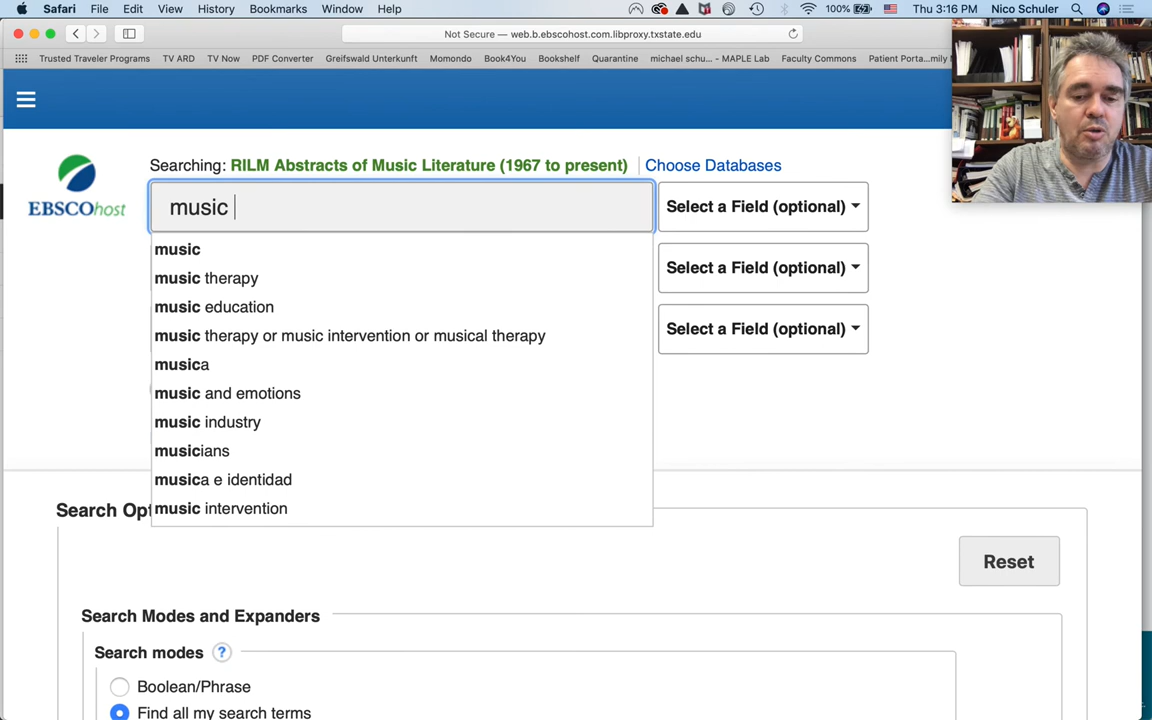 Safari File Edit View History Bookmarks Window Help 100% Thu 3:16 PM Nico Schuler
Not Secure — web.b.ebscohost.com.libproxy.txstate.edu
Trusted Traveler Programs TV ARD TV Now PDF Converter Greifswald Unterkunft Momondo Book4You Bookshelf Quarantine michael schu... – MAPLE Lab Faculty Commons Patient Porta...mily
Searching: RILM Abstracts of Music Literature (1967 to present) Choose Databases
EBSCOhost
music
Select a Field (optional)
music
music therapy
Select a Field (optional)
music education
music therapy or music intervention or musical therapy
Select a Field (optional)
musica
music and emotions
music industry
musicians
musica e identidad
music intervention
Search Opt
Reset
Search Modes and Expanders
Search modes ?
Boolean/Phrase
Find all my search terms